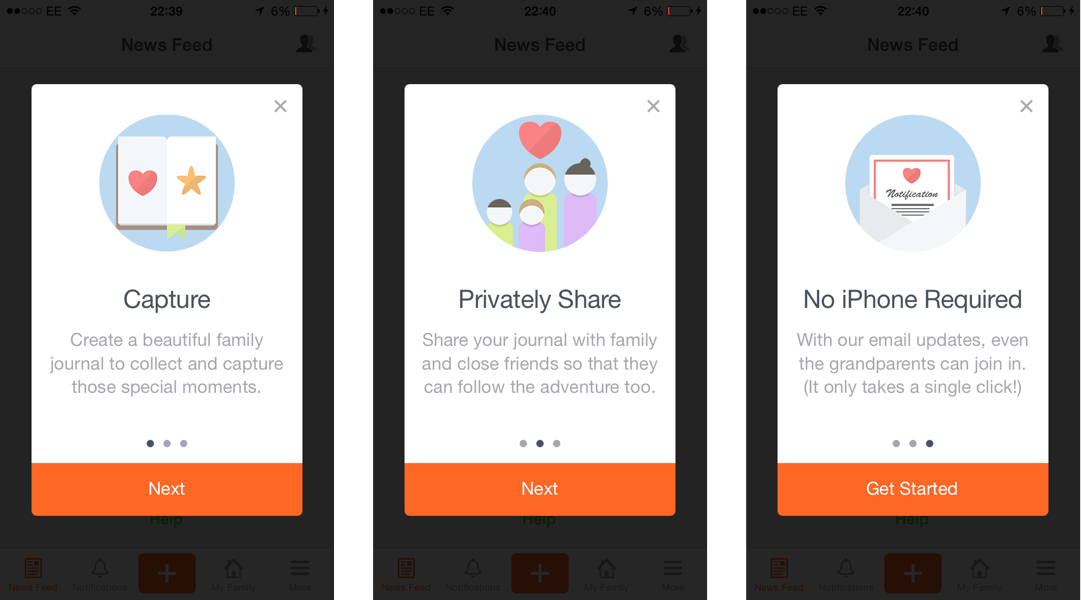 EE 22:39 6%
News Feed
Capture
Create a beautiful family
journal to collect and capture
those special moments.
Next
Help
News Feed Notifications My Family More
EE 22:40 6%
News Feed
Privately Share
Share your journal with family
and close friends so that they
can follow the adventure too.
Next
Help
News Feed Notifications My Family More
EE 22:40 6%
News Feed
Notification
No iPhone Required
With our email updates, even
the grandparents can join in.
(It only takes a single click!)
Get Started
Help
News Feed Notifications My Family More